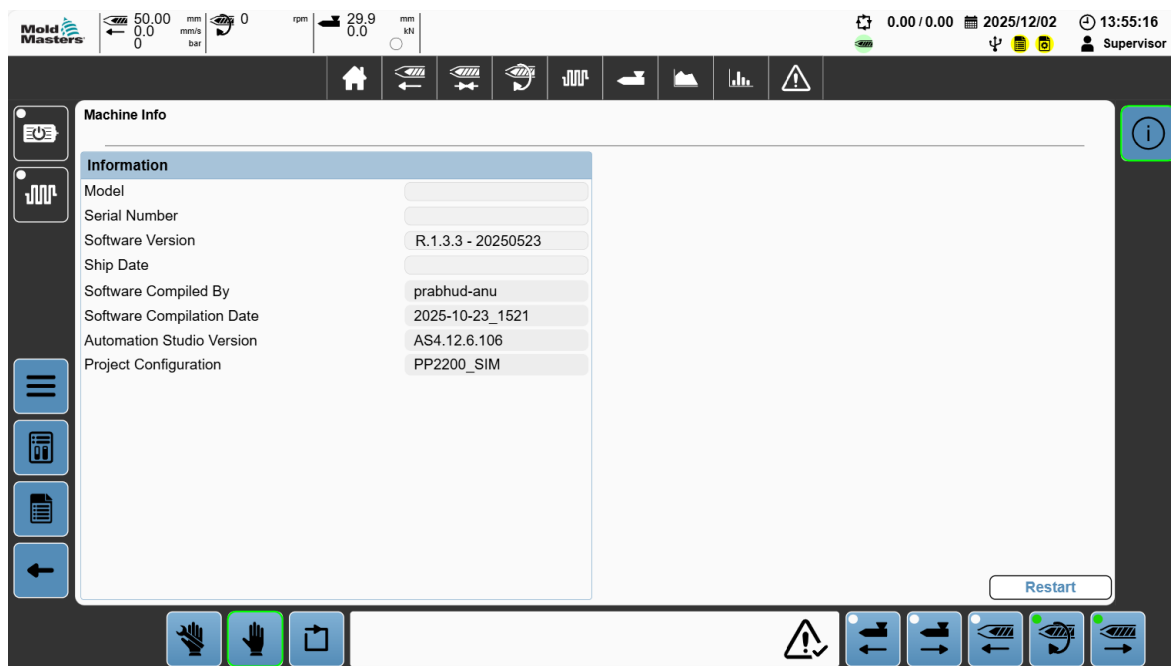 Mold
Masters
50.00 mm
0.0 mm/s
0 bar
0 rpm
29.9 mm
0.0 kN
0.00 / 0.00
2025/12/02
13:55:16
Supervisor
Machine Info
Information
Model
Serial Number
Software Version R.1.3.3 - 20250523
Ship Date
Software Compiled By prabhud-anu
Software Compilation Date 2025-10-23_1521
Automation Studio Version AS4.12.6.106
Project Configuration PP2200_SIM
Restart